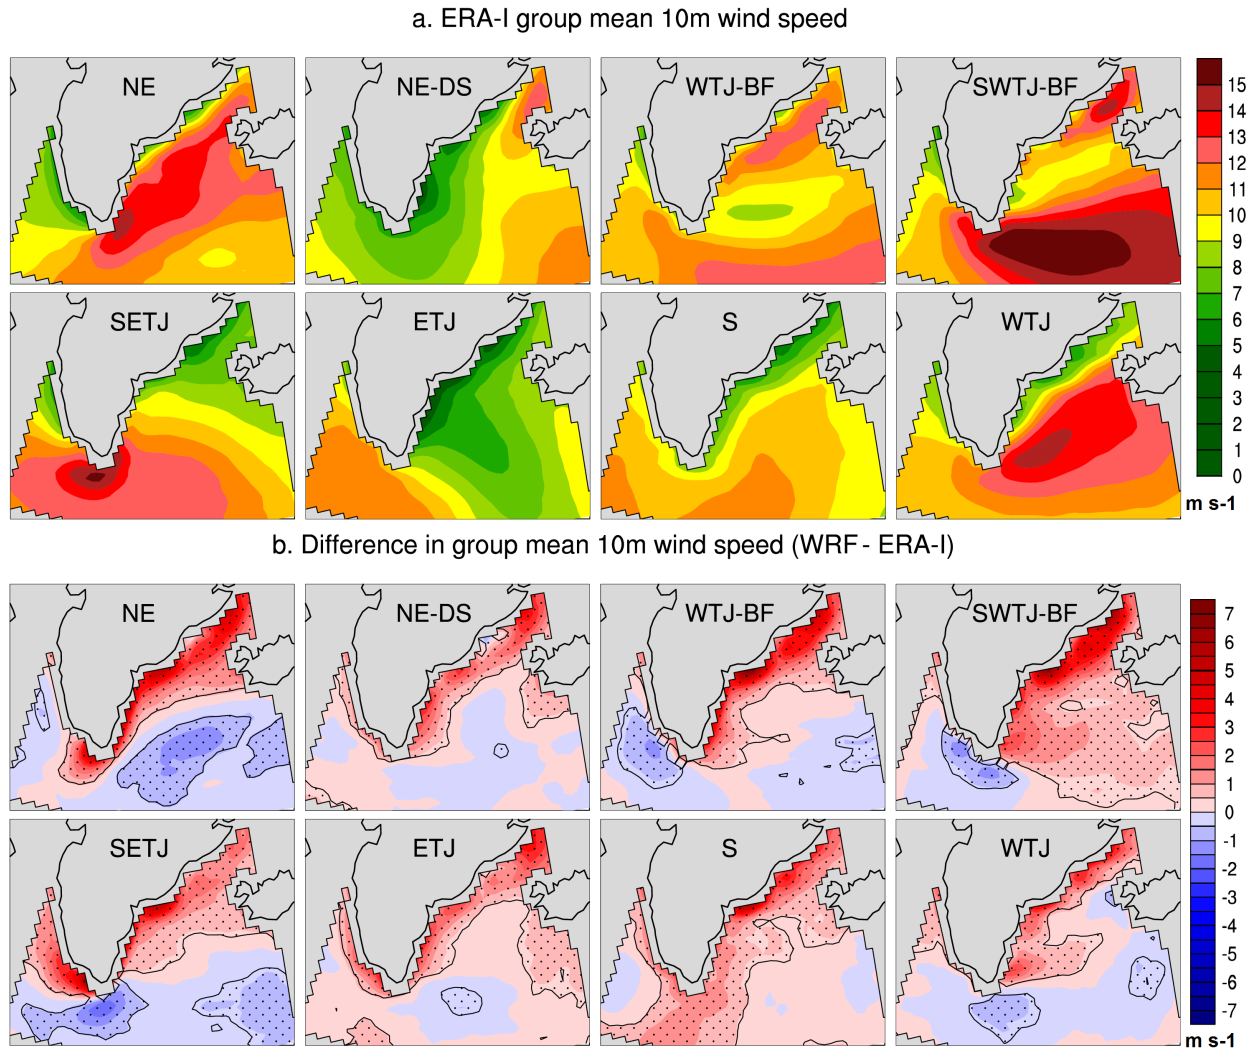 a. ERA-I group mean 10m wind speed
NE
NE-DS
WTJ-BF
SWTJ-BF
SETJ
ETJ
S
WTJ
15
14
13
12
11
10
9
8
7
6
5
4
3
2
1
0
m s-1
b. Difference in group mean 10m wind speed (WRF - ERA-I)
NE
NE-DS
WTJ-BF
SWTJ-BF
SETJ
ETJ
S
WTJ
7
6
5
4
3
2
1
0
-1
-2
-3
-4
-5
-6
-7
m s-1